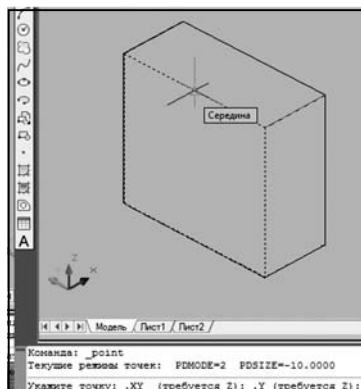 Середина
Z
X
A
Модель / Лист1 / Лист2 /
Команда: _point
Текущие режимы точек: PDMODE=2 PDSIZE=-10.0000
Укажите точку: .XY (требуется Z): .Y (требуется Z):